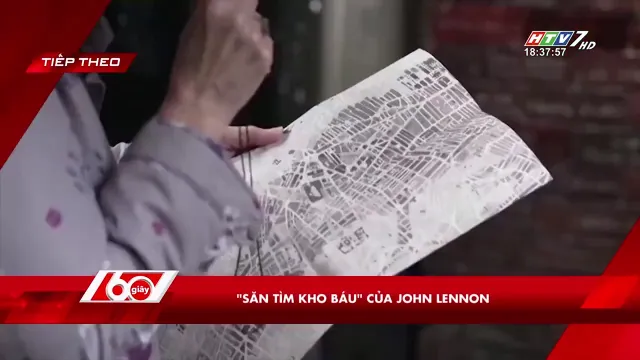 TIẾP THEO
HTV7 HD
18:37:57
60 giây
"SĂN TÌM KHO BÁU" CỦA JOHN LENNON